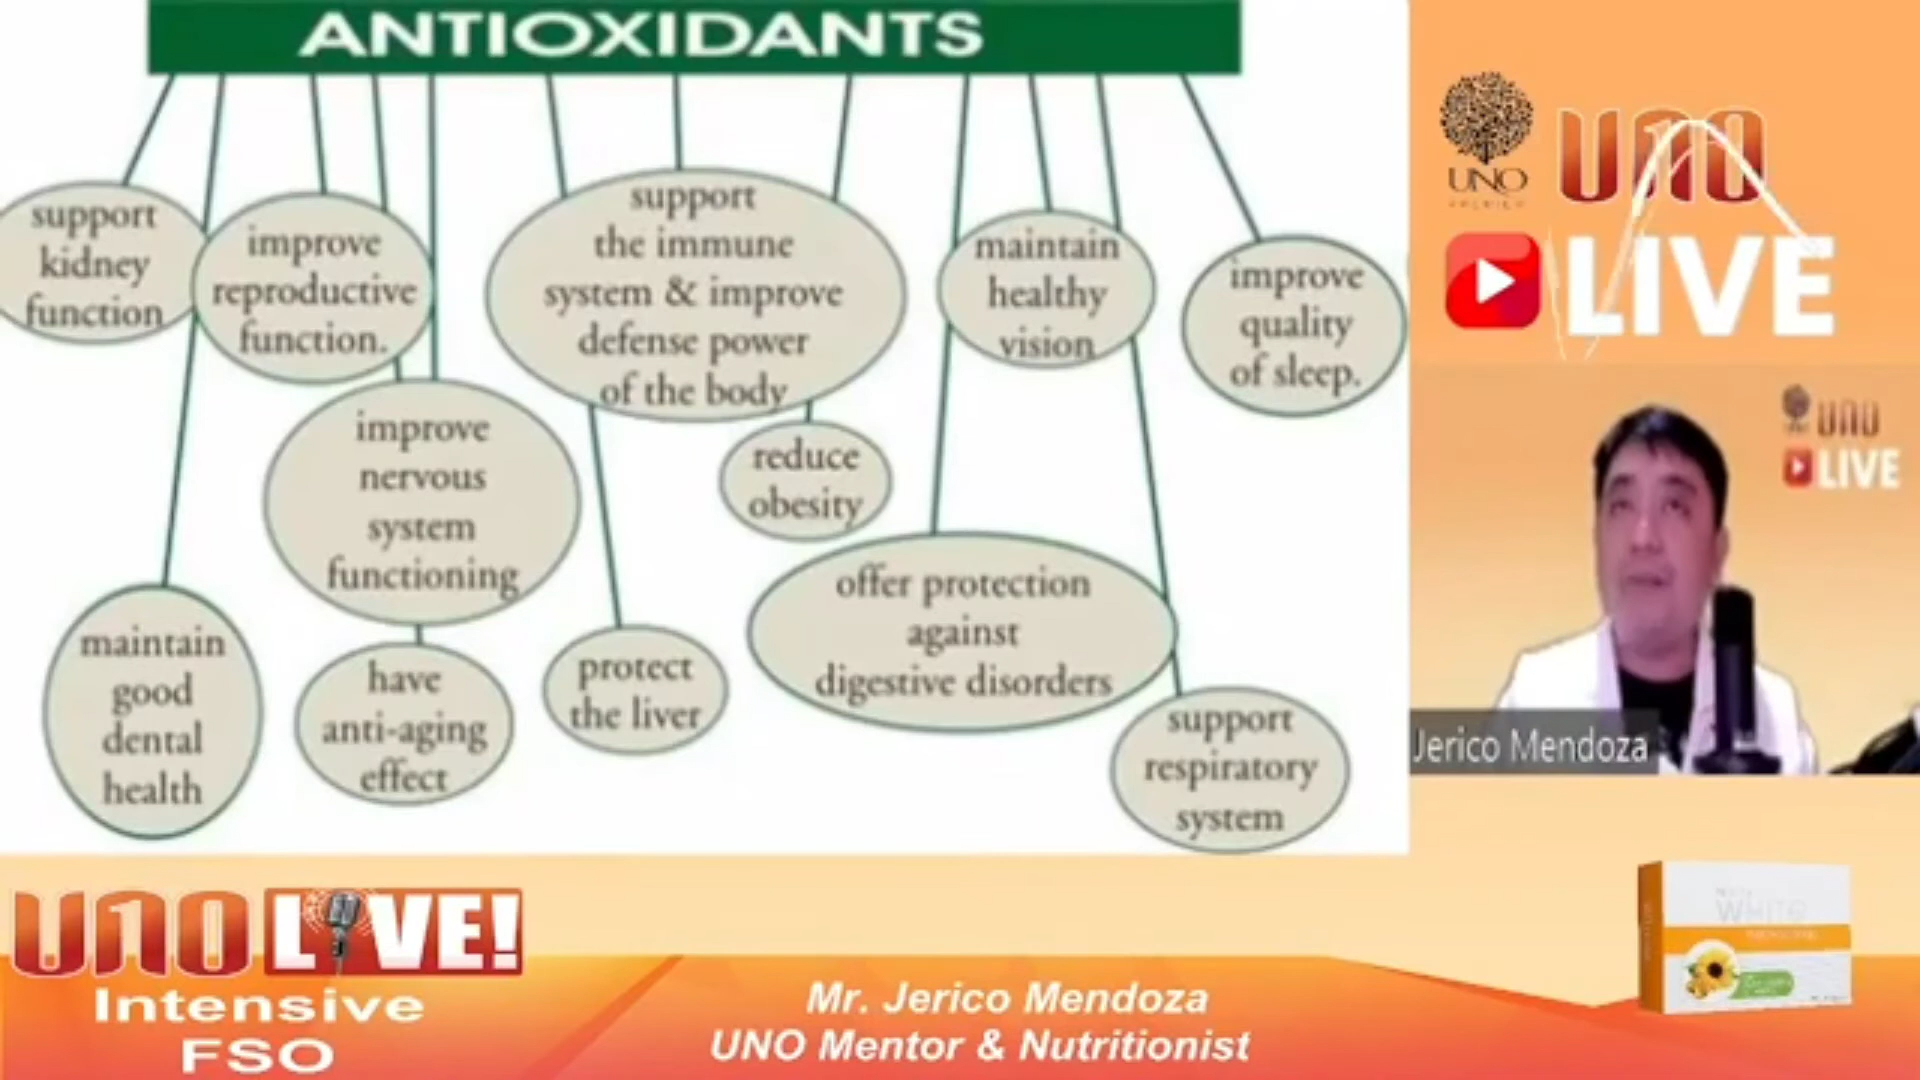 ANTIOXIDANTS
support
kidney
function
improve
reproductive
function.
support
the immune
system & improve
defense power
of the body
maintain
healthy
vision
improve
quality
of sleep.
improve
nervous
system
functioning
reduce
obesity
offer protection
against
digestive disorders
maintain
good
dental
health
have
anti-aging
effect
protect
the liver
support
respiratory
system
UNO
UNO
LIVE
UNO
LIVE
Jerico Mendoza
WHITE
UNO LIVE!
Intensive
FSO
Mr. Jerico Mendoza
UNO Mentor & Nutritionist